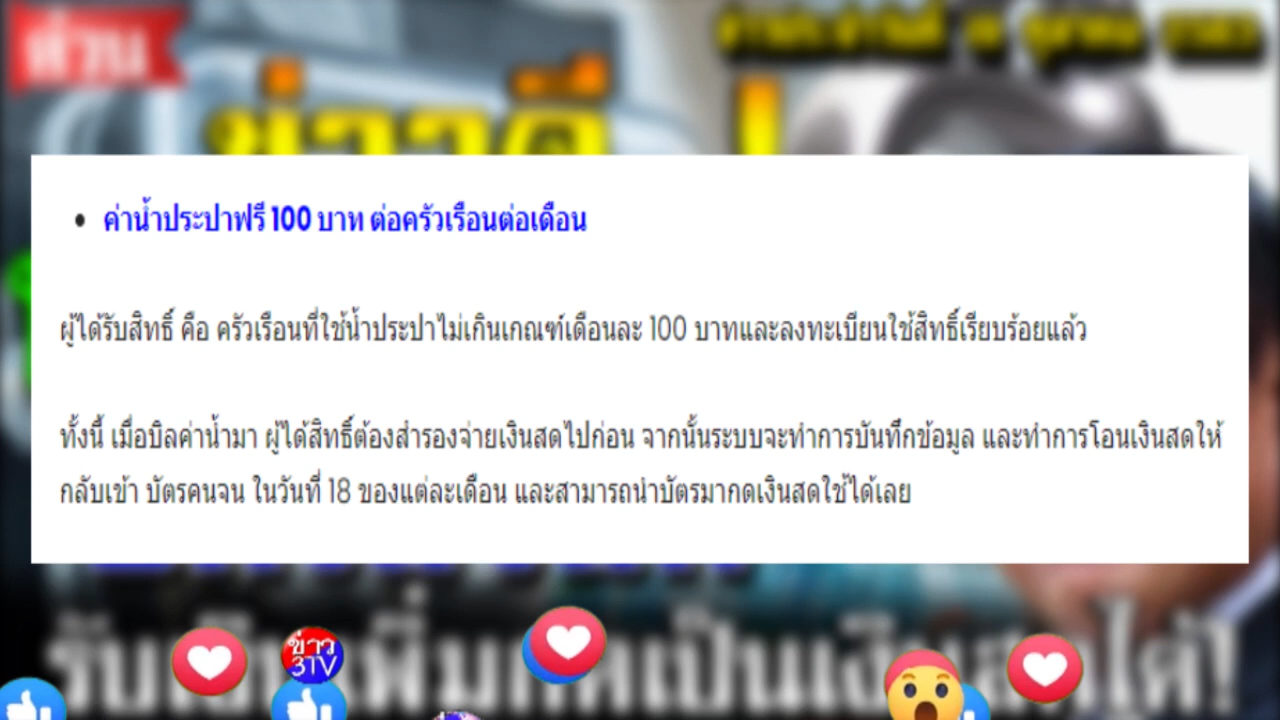 ด่วน
ข่าวดี !
• ค่าน้ำประปาฟรี 100 บาท ต่อครัวเรือนต่อเดือน
ผู้ได้รับสิทธิ์ คือ ครัวเรือนที่ใช้น้ำประปาไม่เกินเกณฑ์เดือนละ 100 บาทและลงทะเบียนใช้สิทธิ์เรียบร้อยแล้ว
ทั้งนี้ เมื่อบิลค่าน้ำมา ผู้ได้สิทธิ์ต้องสำรองจ่ายเงินสดไปก่อน จากนั้นระบบจะทำการบันทึกข้อมูล และทำการโอนเงินสดให้
กลับเข้า บัตรคนจน ในวันที่ 18 ของแต่ละเดือน และสามารถนำบัตรมากดเงินสดใช้ได้เลย
ข่าว
3TV